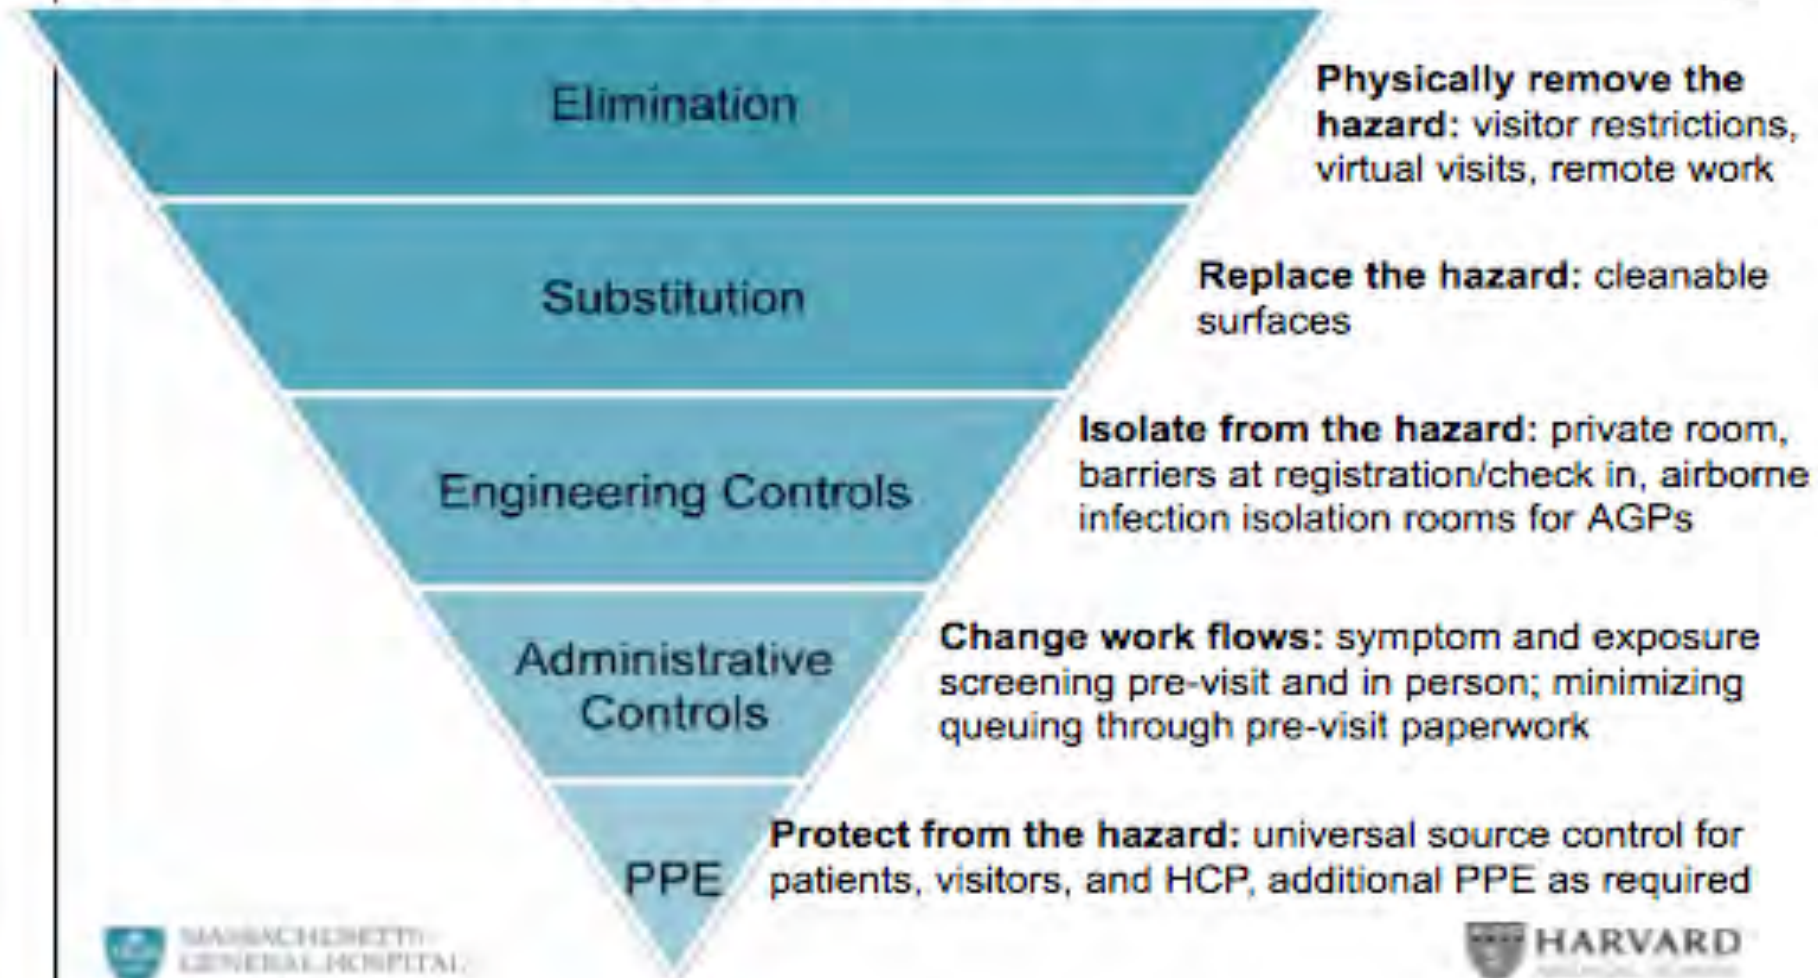 Elimination
Physically remove the
hazard: visitor restrictions,
virtual visits, remote work
Substitution
Replace the hazard: cleanable
surfaces
Engineering Controls
Isolate from the hazard: private room,
barriers at registration/check in, airborne
infection isolation rooms for AGPs
Administrative
Controls
Change work flows: symptom and exposure
screening pre-visit and in person; minimizing
queuing through pre-visit paperwork
PPE
Protect from the hazard: universal source control for
patients, visitors, and HCP, additional PPE as required
MASSACHUSETTS
GENERAL HOSPITAL
HARVARD